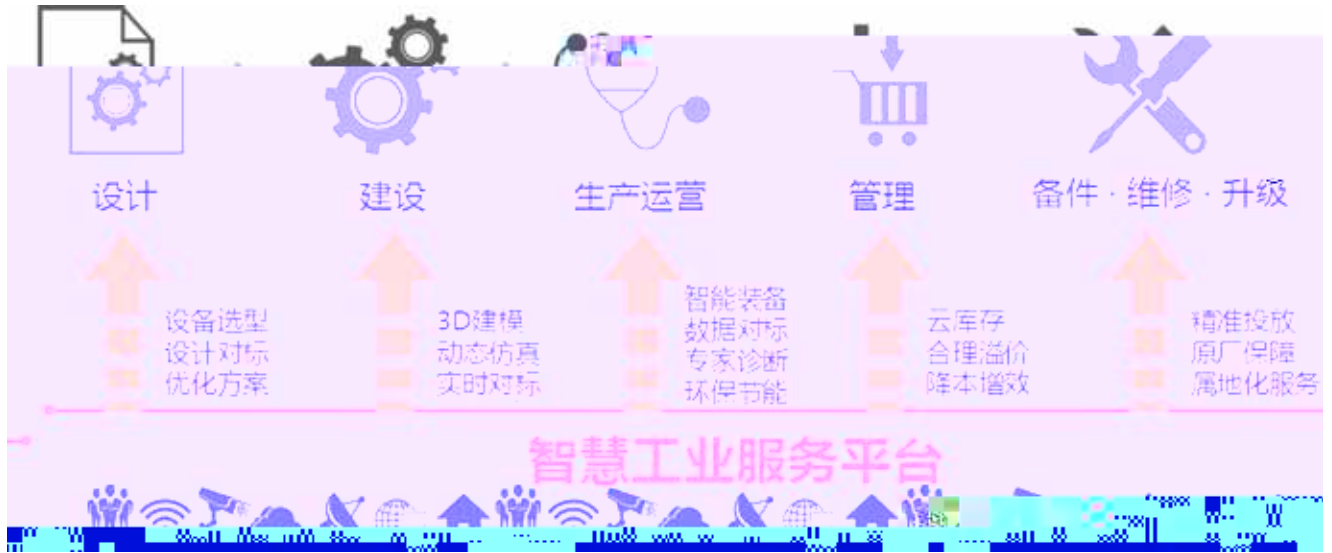 设计
建设
生产运营
管理
备件·维修·升级
设备选型
设计对标
优化方案
3D建模
动态仿真
实时对标
智能装备
数据对标
专家诊断
环保节能
云库存
合理溢价
降本增效
精准投放
原厂保障
属地化服务
智慧工业服务平台